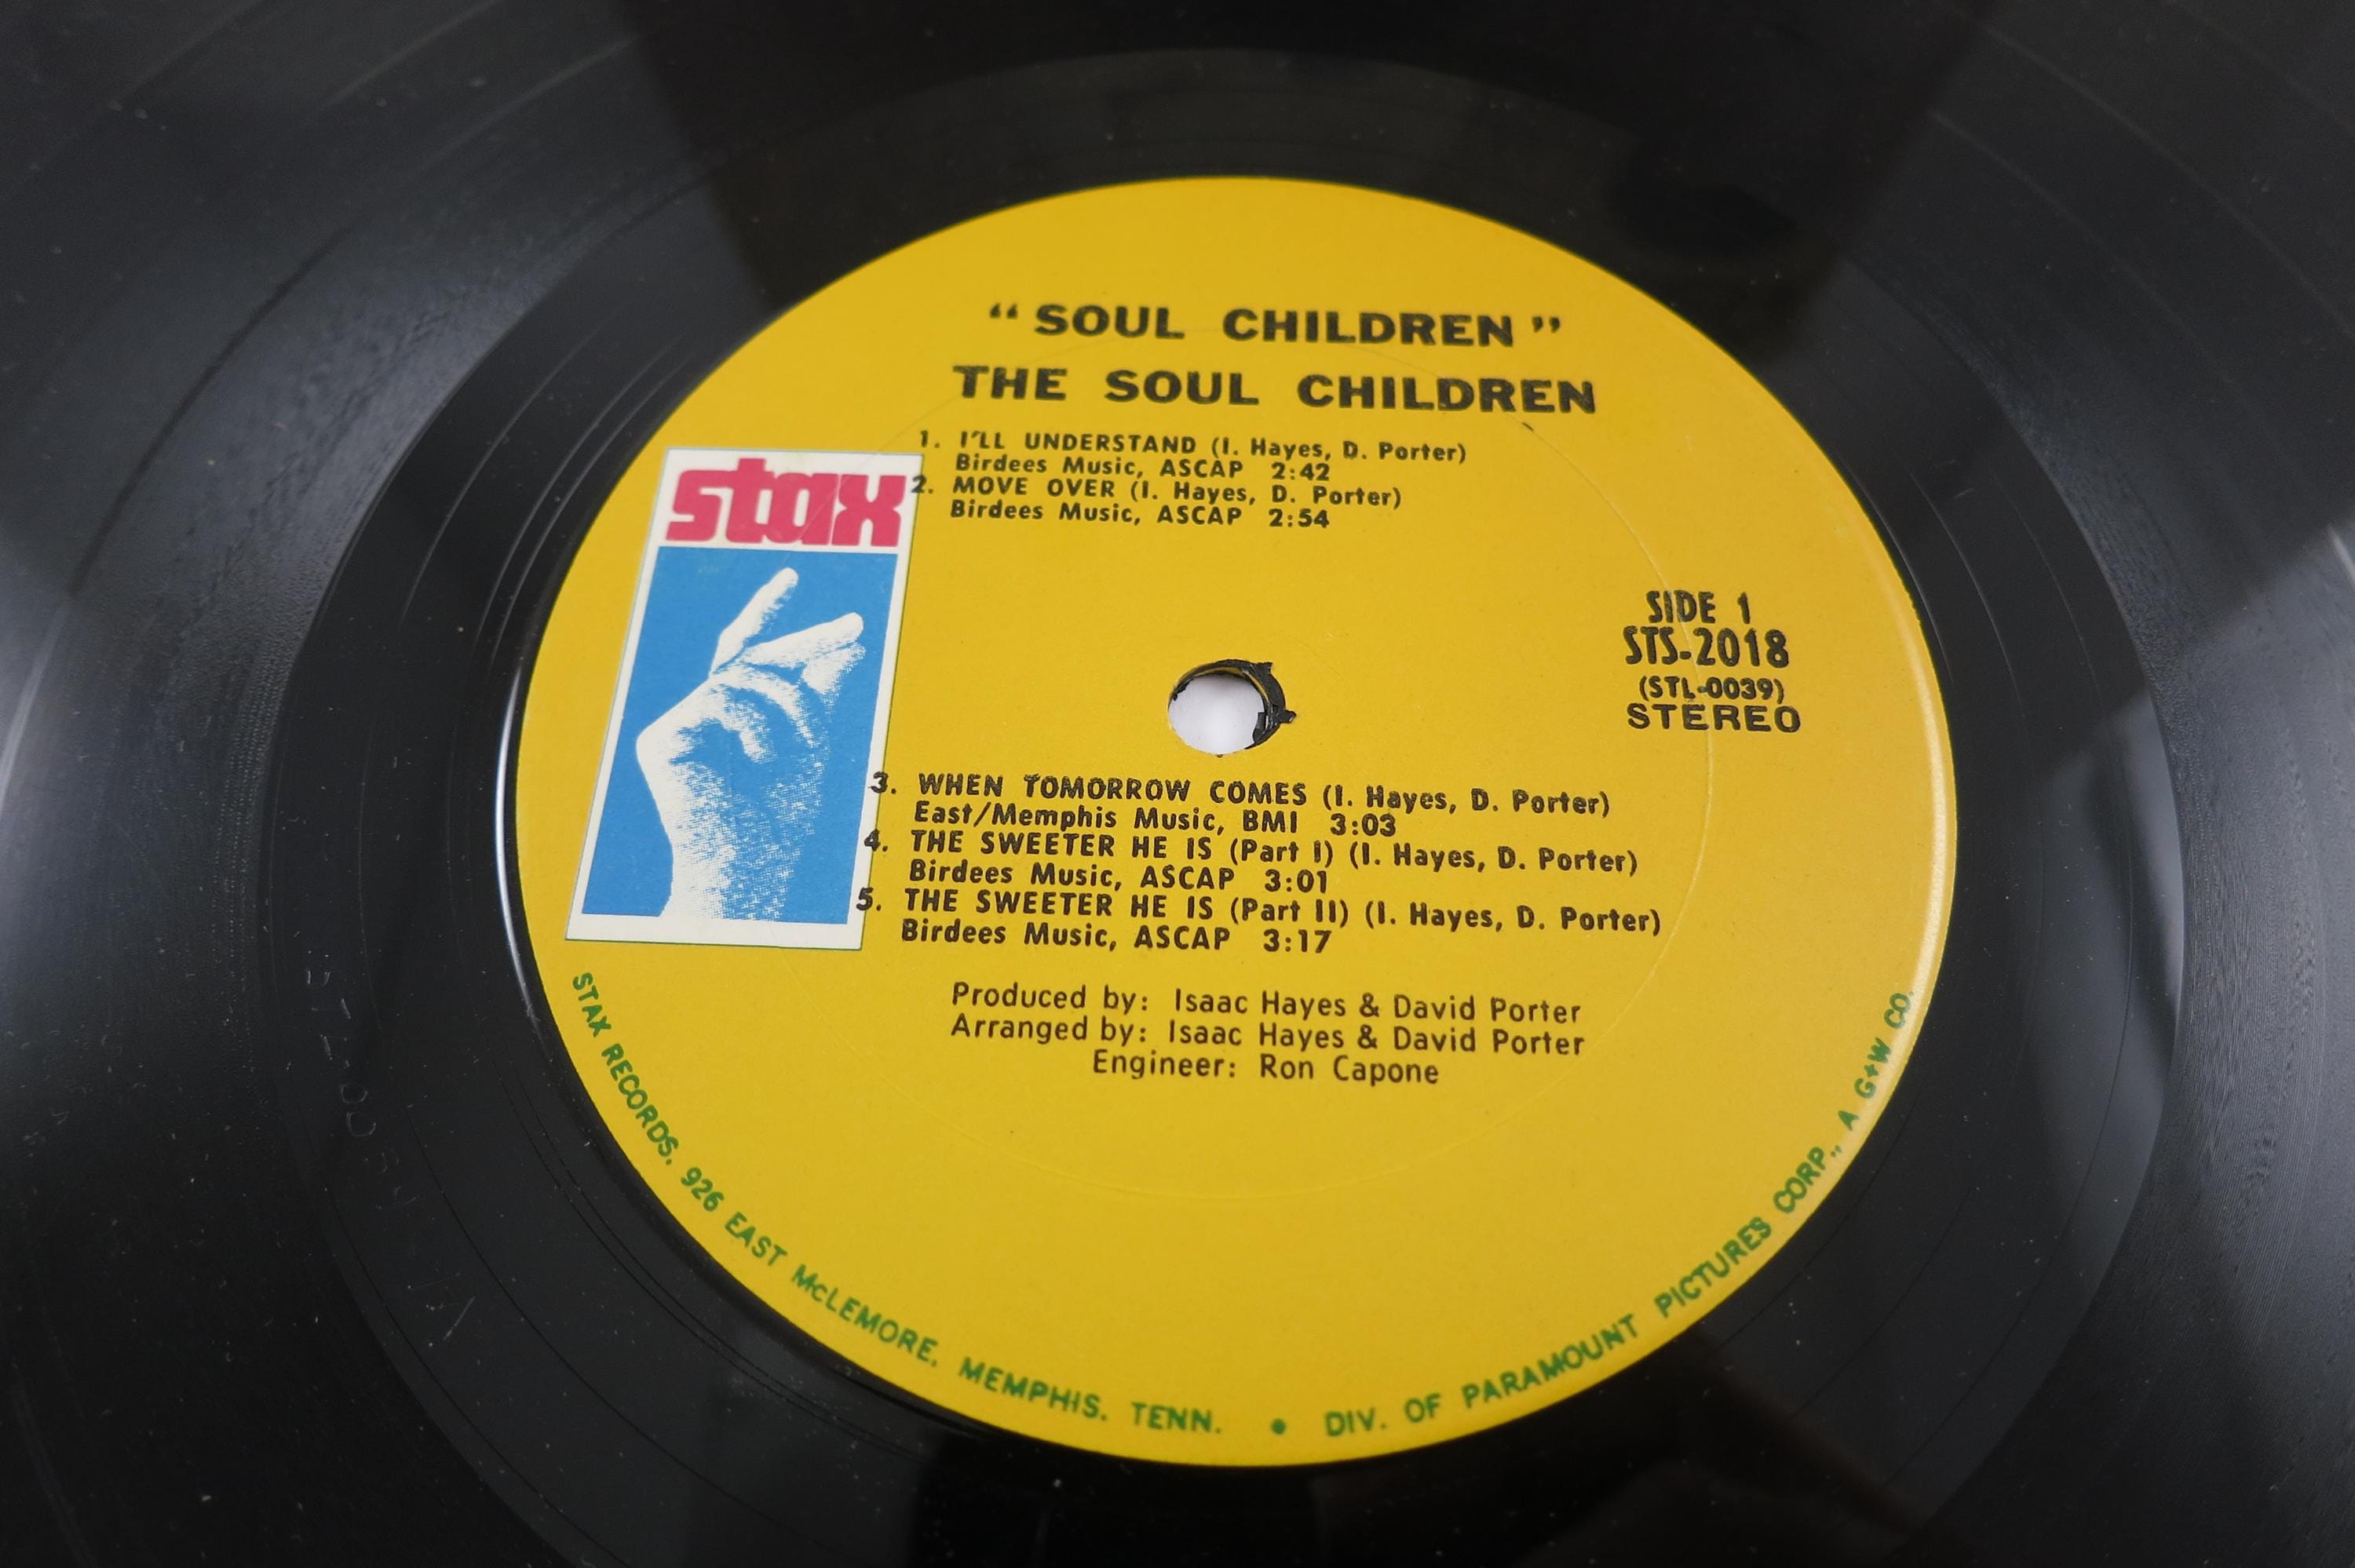 “SOUL CHILDREN”
THE SOUL CHILDREN
1. I'LL UNDERSTAND (I. Hayes, D. Porter)
Birdees Music, ASCAP 2:42
2. MOVE OVER (I. Hayes, D. Porter)
Birdees Music, ASCAP 2:54
stax
SIDE 1
STS-2018
(STL-0039)
STEREO
3. WHEN TOMORROW COMES (I. Hayes, D. Porter)
East/Memphis Music, BMI 3:03
4. THE SWEETER HE IS (Part I) (I. Hayes, D. Porter)
Birdees Music, ASCAP 3:01
5. THE SWEETER HE IS (Part II) (I. Hayes, D. Porter)
Birdees Music, ASCAP 3:17
Produced by: Isaac Hayes & David Porter
Arranged by: Isaac Hayes & David Porter
Engineer: Ron Capone
STAX RECORDS, 926 EAST McLEMORE, MEMPHIS, TENN. • DIV. OF PARAMOUNT PICTURES CORP., A G+W CO.